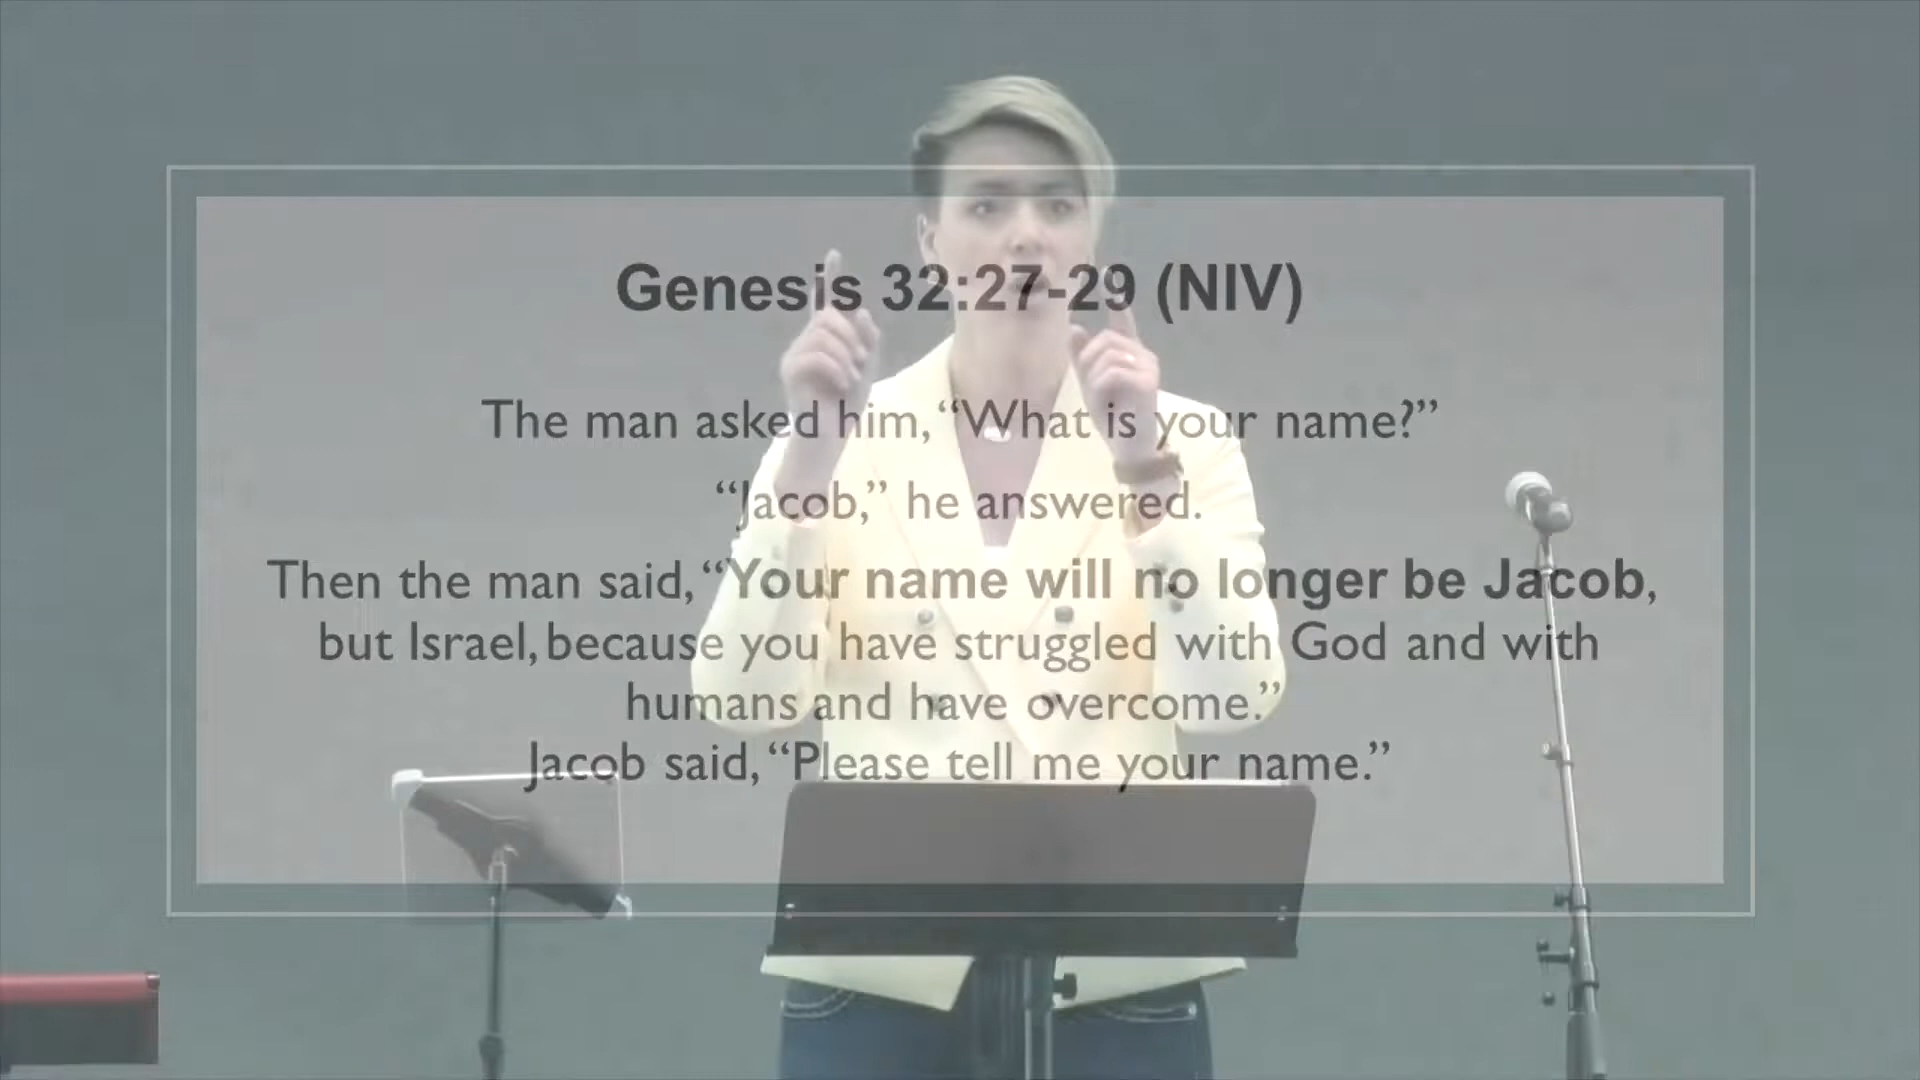 Genesis 32:27-29 (NIV)
The man asked him, “What is your name?”
“Jacob,” he answered.
Then the man said, “Your name will no longer be Jacob,
but Israel, because you have struggled with God and with
humans and have overcome.”
Jacob said, “Please tell me your name.”